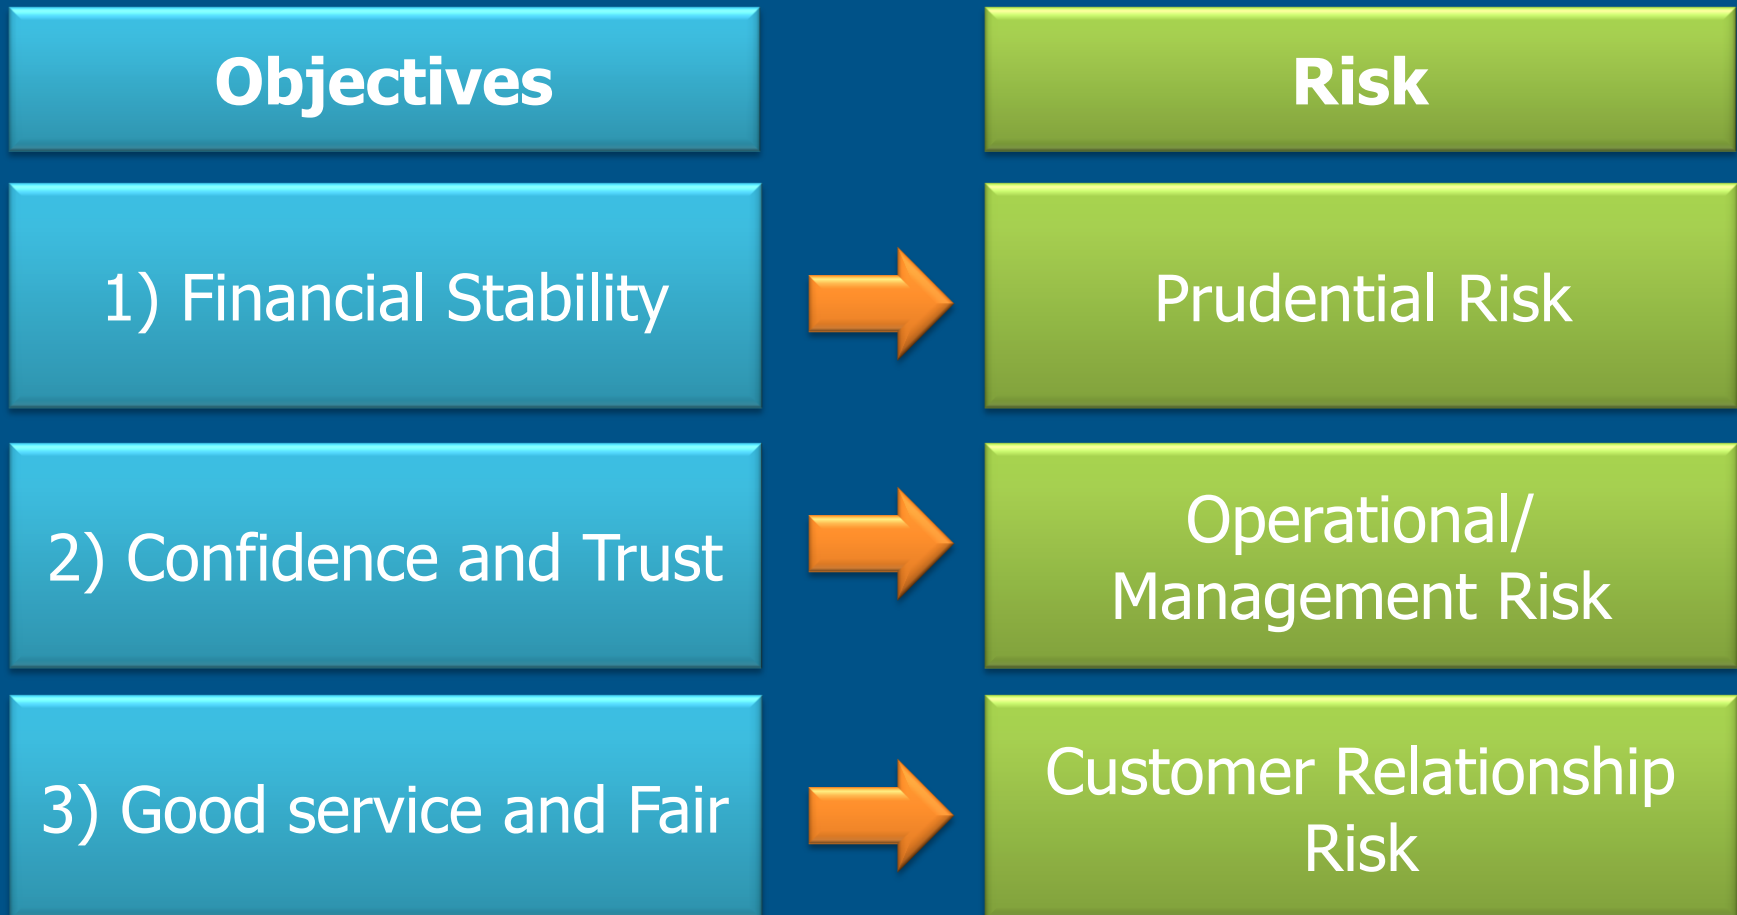 Objectives
Risk
1) Financial Stability
Prudential Risk
2) Confidence and Trust
Operational/
Management Risk
3) Good service and Fair
Customer Relationship
Risk